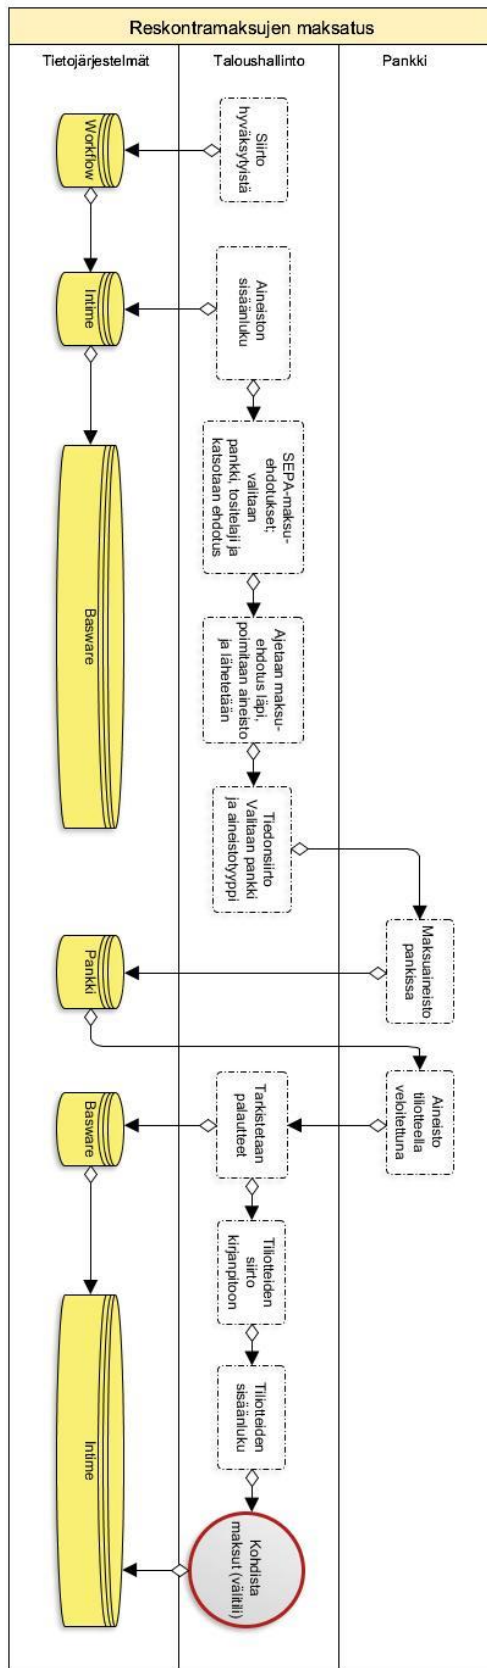 Reskontramaksujen maksatus
Tietojärjestelmät
Taloushallinto
Pankki
Siirto
hyväksytyistä
Workflow
Aineiston
sisäänluku
Intime
SEPA-maksu-
ehdotukset;
valitaan
pankki, tositelaji ja
katsotaan ehdotus
Basware
Ajetaan maksu-
ehdotus läpi,
poimitaan aineisto
ja lähetetään
Tiedonsiirto
Valitaan pankki
ja aineistotyyppi
Maksuaineisto
pankissa
Pankki
Aineisto
tiliotteella
veloitettuna
Tarkistetaan
palautteet
Basware
Tiliotteiden
siirto
kirjanpitoon
Tiliotteiden
sisäänluku
Intime
Kohdista
maksut (välitili)